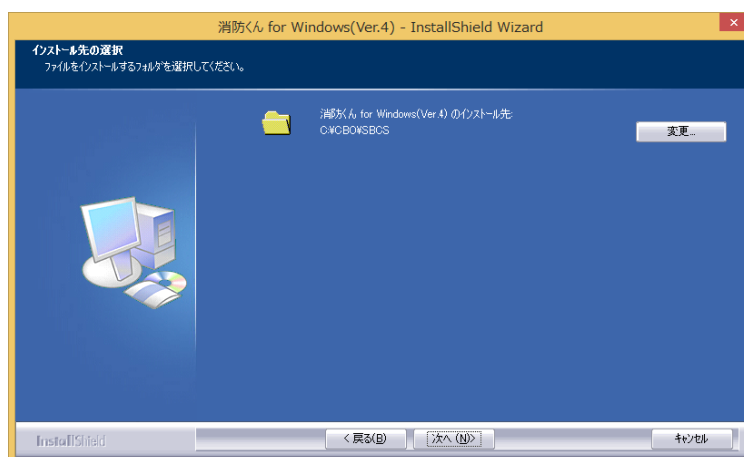 消防くん for Windows(Ver.4) - InstallShield Wizard
インストール先の選択
ファイルをインストールするフォルダを選択してください。
消防くん for Windows(Ver.4) のインストール先:
C:¥CBO¥SBCS
変更...
InstallShield
< 戻る(B)
次へ (N)>
キャンセル